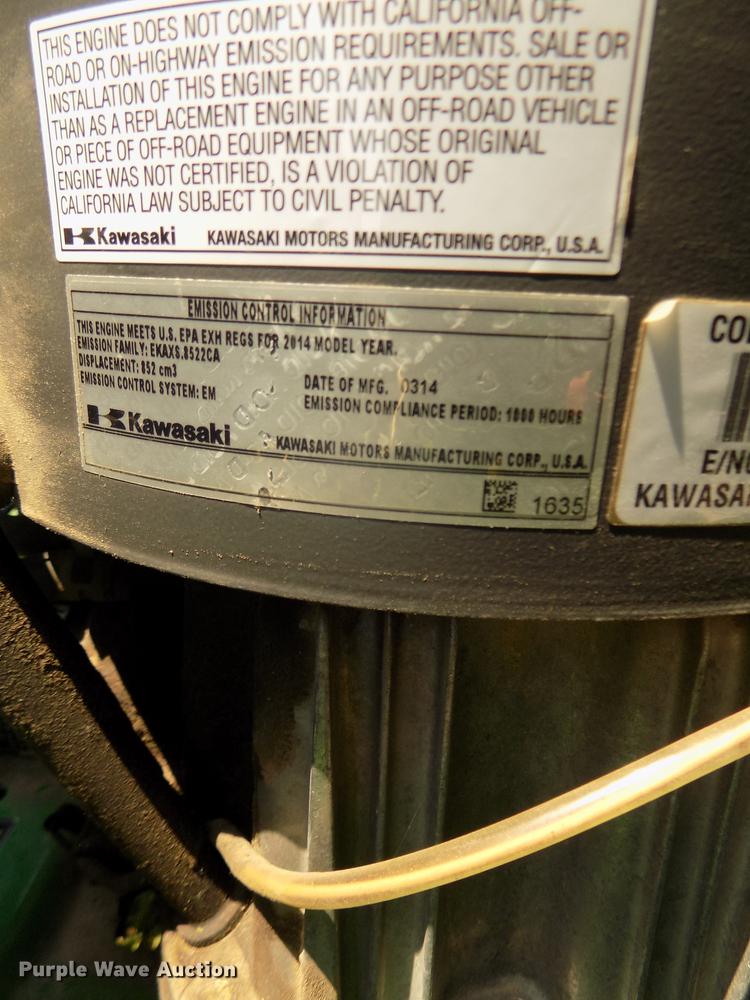 THIS ENGINE DOES NOT COMPLY WITH CALIFORNIA OFF-
ROAD OR ON-HIGHWAY EMISSION REQUIREMENTS. SALE OR
INSTALLATION OF THIS ENGINE FOR ANY PURPOSE OTHER
THAN AS A REPLACEMENT ENGINE IN AN OFF-ROAD VEHICLE
OR PIECE OF OFF-ROAD EQUIPMENT WHOSE ORIGINAL
ENGINE WAS NOT CERTIFIED, IS A VIOLATION OF
CALIFORNIA LAW SUBJECT TO CIVIL PENALTY.
Kawasaki KAWASAKI MOTORS MANUFACTURING CORP., U.S.A.
EMISSION CONTROL INFORMATION
THIS ENGINE MEETS U.S. EPA EXH REGS FOR 2014 MODEL YEAR.
EMISSION FAMILY: EKAXS.8522CA
DISPLACEMENT: 852 cm3
EMISSION CONTROL SYSTEM: EM
DATE OF MFG. 0314
EMISSION COMPLIANCE PERIOD: 1000 HOURS
Kawasaki KAWASAKI MOTORS MANUFACTURING CORP., U.S.A.
1635
CO
E/N
KAWASA
Purple Wave Auction